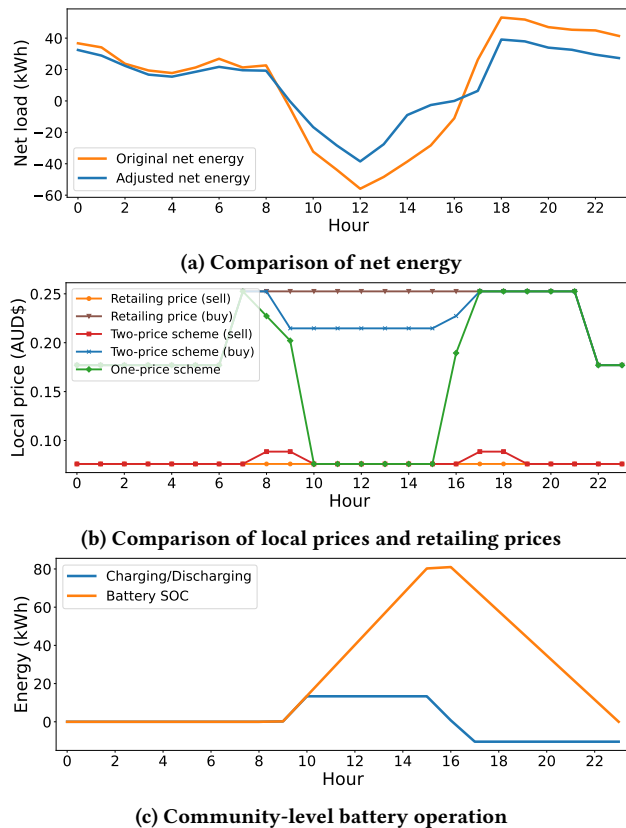 40
20
0
−20
−40
−60
Net load (kWh)
Original net energy
Adjusted net energy
0 2 4 6 8 10 12 14 16 18 20 22
Hour
(a) Comparison of net energy
0.25
0.20
0.10
Local price (AUD$)
Retailing price (sell)
Retailing price (buy)
Two-price scheme (sell)
Two-price scheme (buy)
One-price scheme
0 2 4 6 8 10 12 14 16 18 20 22
Hour
(b) Comparison of local prices and retailing prices
80
60
40
20
0
Energy (kWh)
Charging/Discharging
Battery SOC
0 2 4 6 8 10 12 14 16 18 20 22
Hour
(c) Community-level battery operation